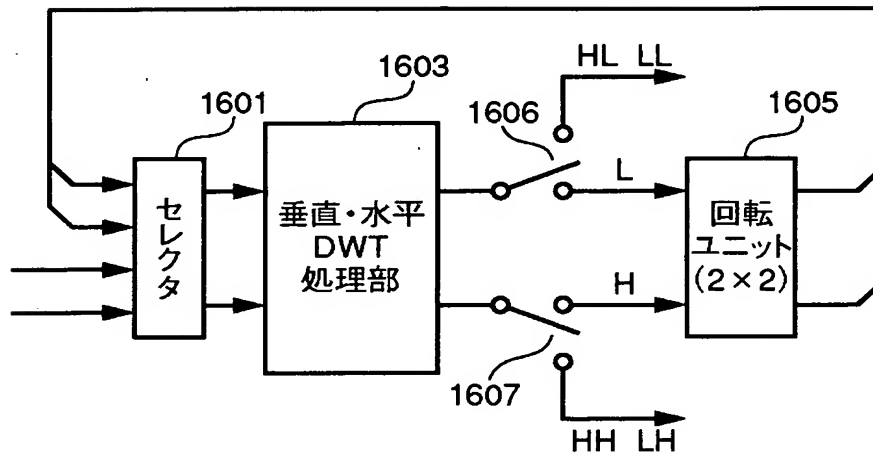 1601
セレクタ
1603
垂直・水平
DWT
処理部
1606
HL LL
L
H
1607
HH LH
1605
回転
ユニット
(2×2)